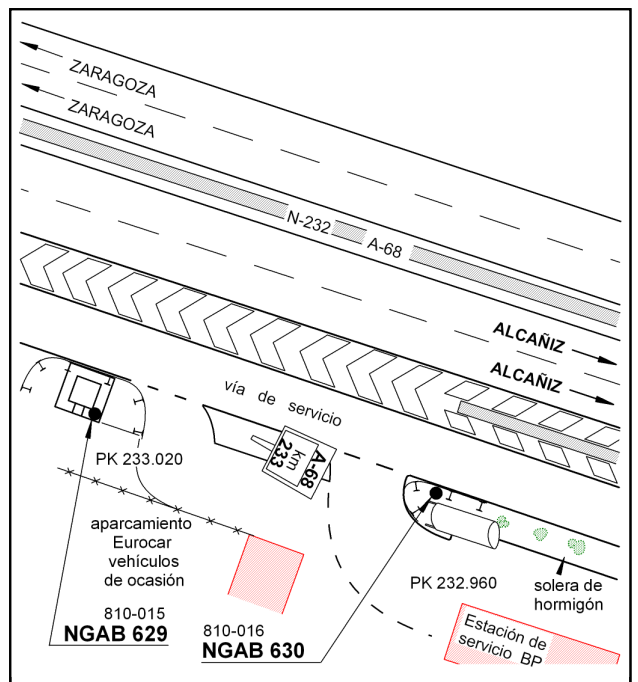 ZARAGOZA
ZARAGOZA
N-232
A-68
ALCAÑIZ
ALCAÑIZ
vía de servicio
A-68
km
233
PK 233.020
aparcamiento
Eurocar
vehículos
de ocasión
PK 232.960
solera de
hormigón
810-015
NGAB 629
810-016
NGAB 630
Estación de
servicio BP